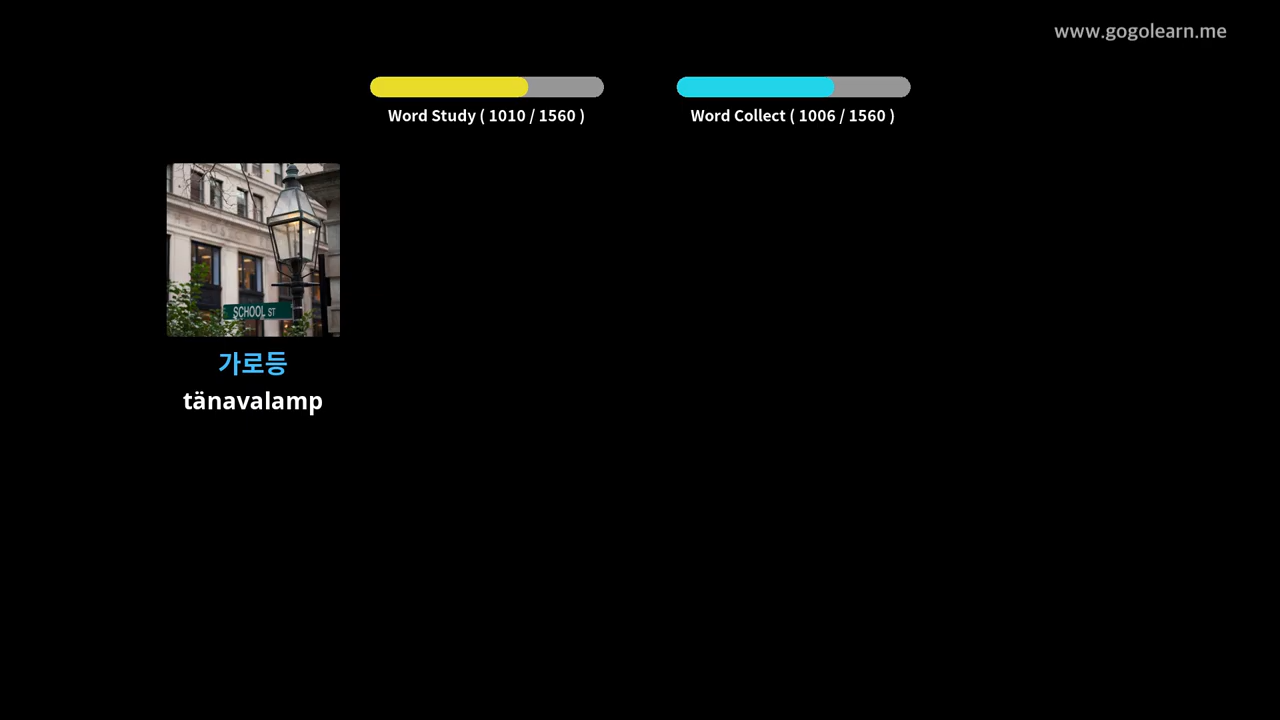 www.gogolearn.me
Word Study ( 1010 / 1560 )
Word Collect ( 1006 / 1560 )
SCHOOL ST
가로등
tänavalamp